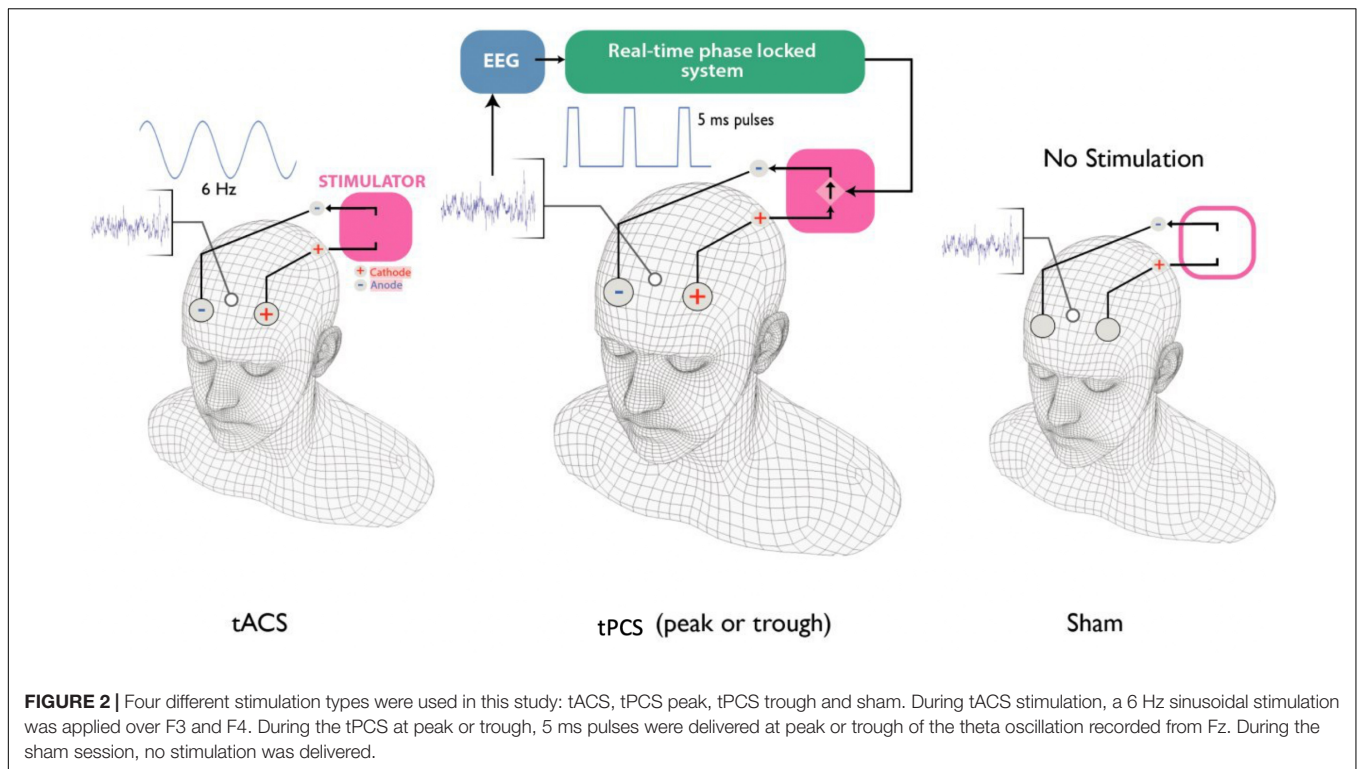 EEG
Real-time phase locked
system
5 ms pulses
6 Hz
STIMULATOR
-
+
+ Cathode
- Anode
-
+
-
+
-
+
No Stimulation
-
+
tACS
tPCS (peak or trough)
Sham
FIGURE 2 | Four different stimulation types were used in this study: tACS, tPCS peak, tPCS trough and sham. During tACS stimulation, a 6 Hz sinusoidal stimulation
was applied over F3 and F4. During the tPCS at peak or trough, 5 ms pulses were delivered at peak or trough of the theta oscillation recorded from Fz. During the
sham session, no stimulation was delivered.